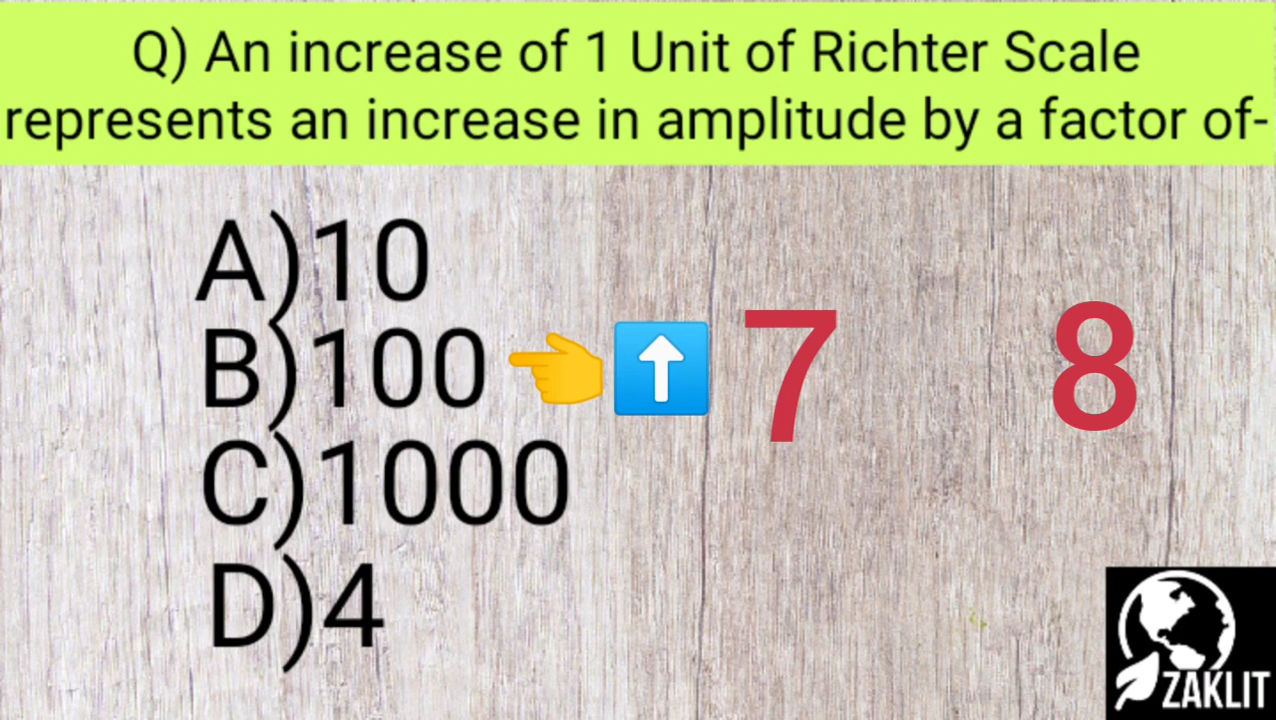 Q) An increase of 1 Unit of Richter Scale
represents an increase in amplitude by a factor of-
A)10
B)100
7 8
C)1000
D)4
ZAKLIT